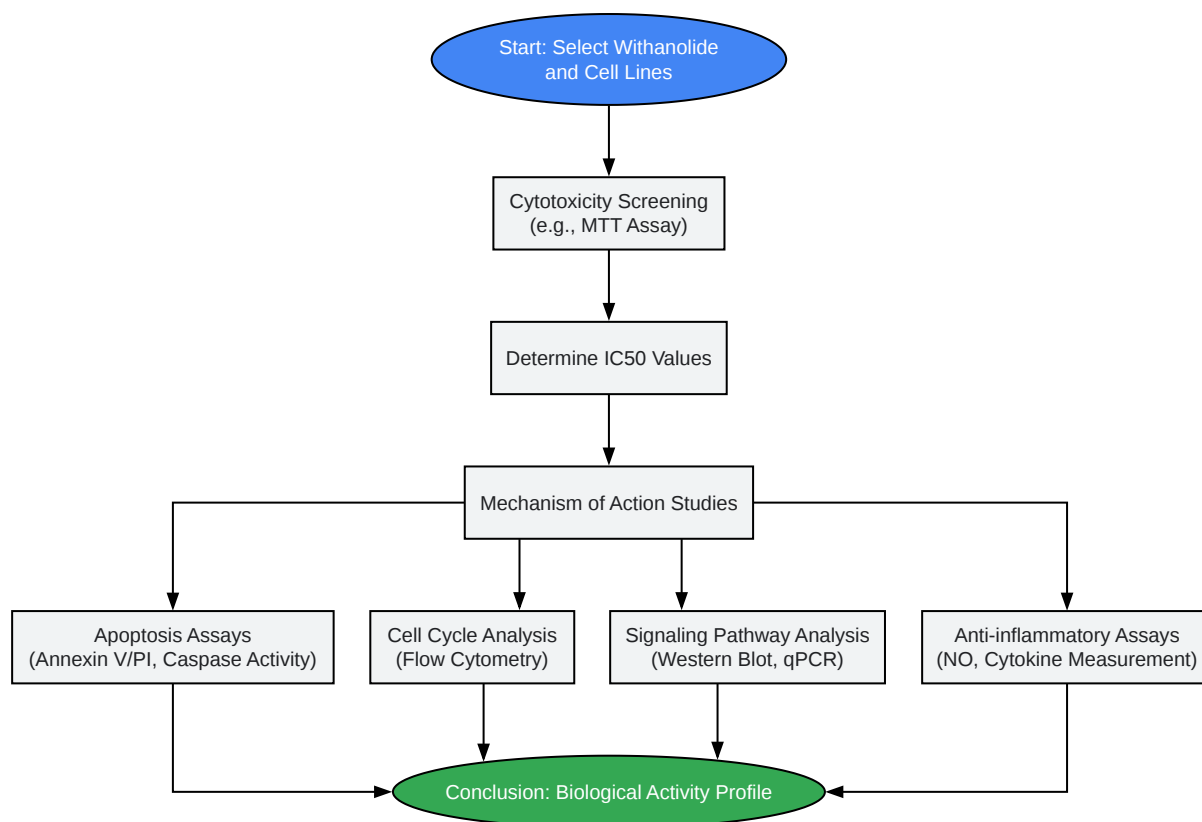 Start: Select Withanolide
and Cell Lines
Cytotoxicity Screening
(e.g., MTT Assay)
Determine IC50 Values
Mechanism of Action Studies
Apoptosis Assays
(Annexin V/PI, Caspase Activity)
Cell Cycle Analysis
(Flow Cytometry)
Signaling Pathway Analysis
(Western Blot, qPCR)
Anti-inflammatory Assays
(NO, Cytokine Measurement)
Conclusion: Biological Activity Profile